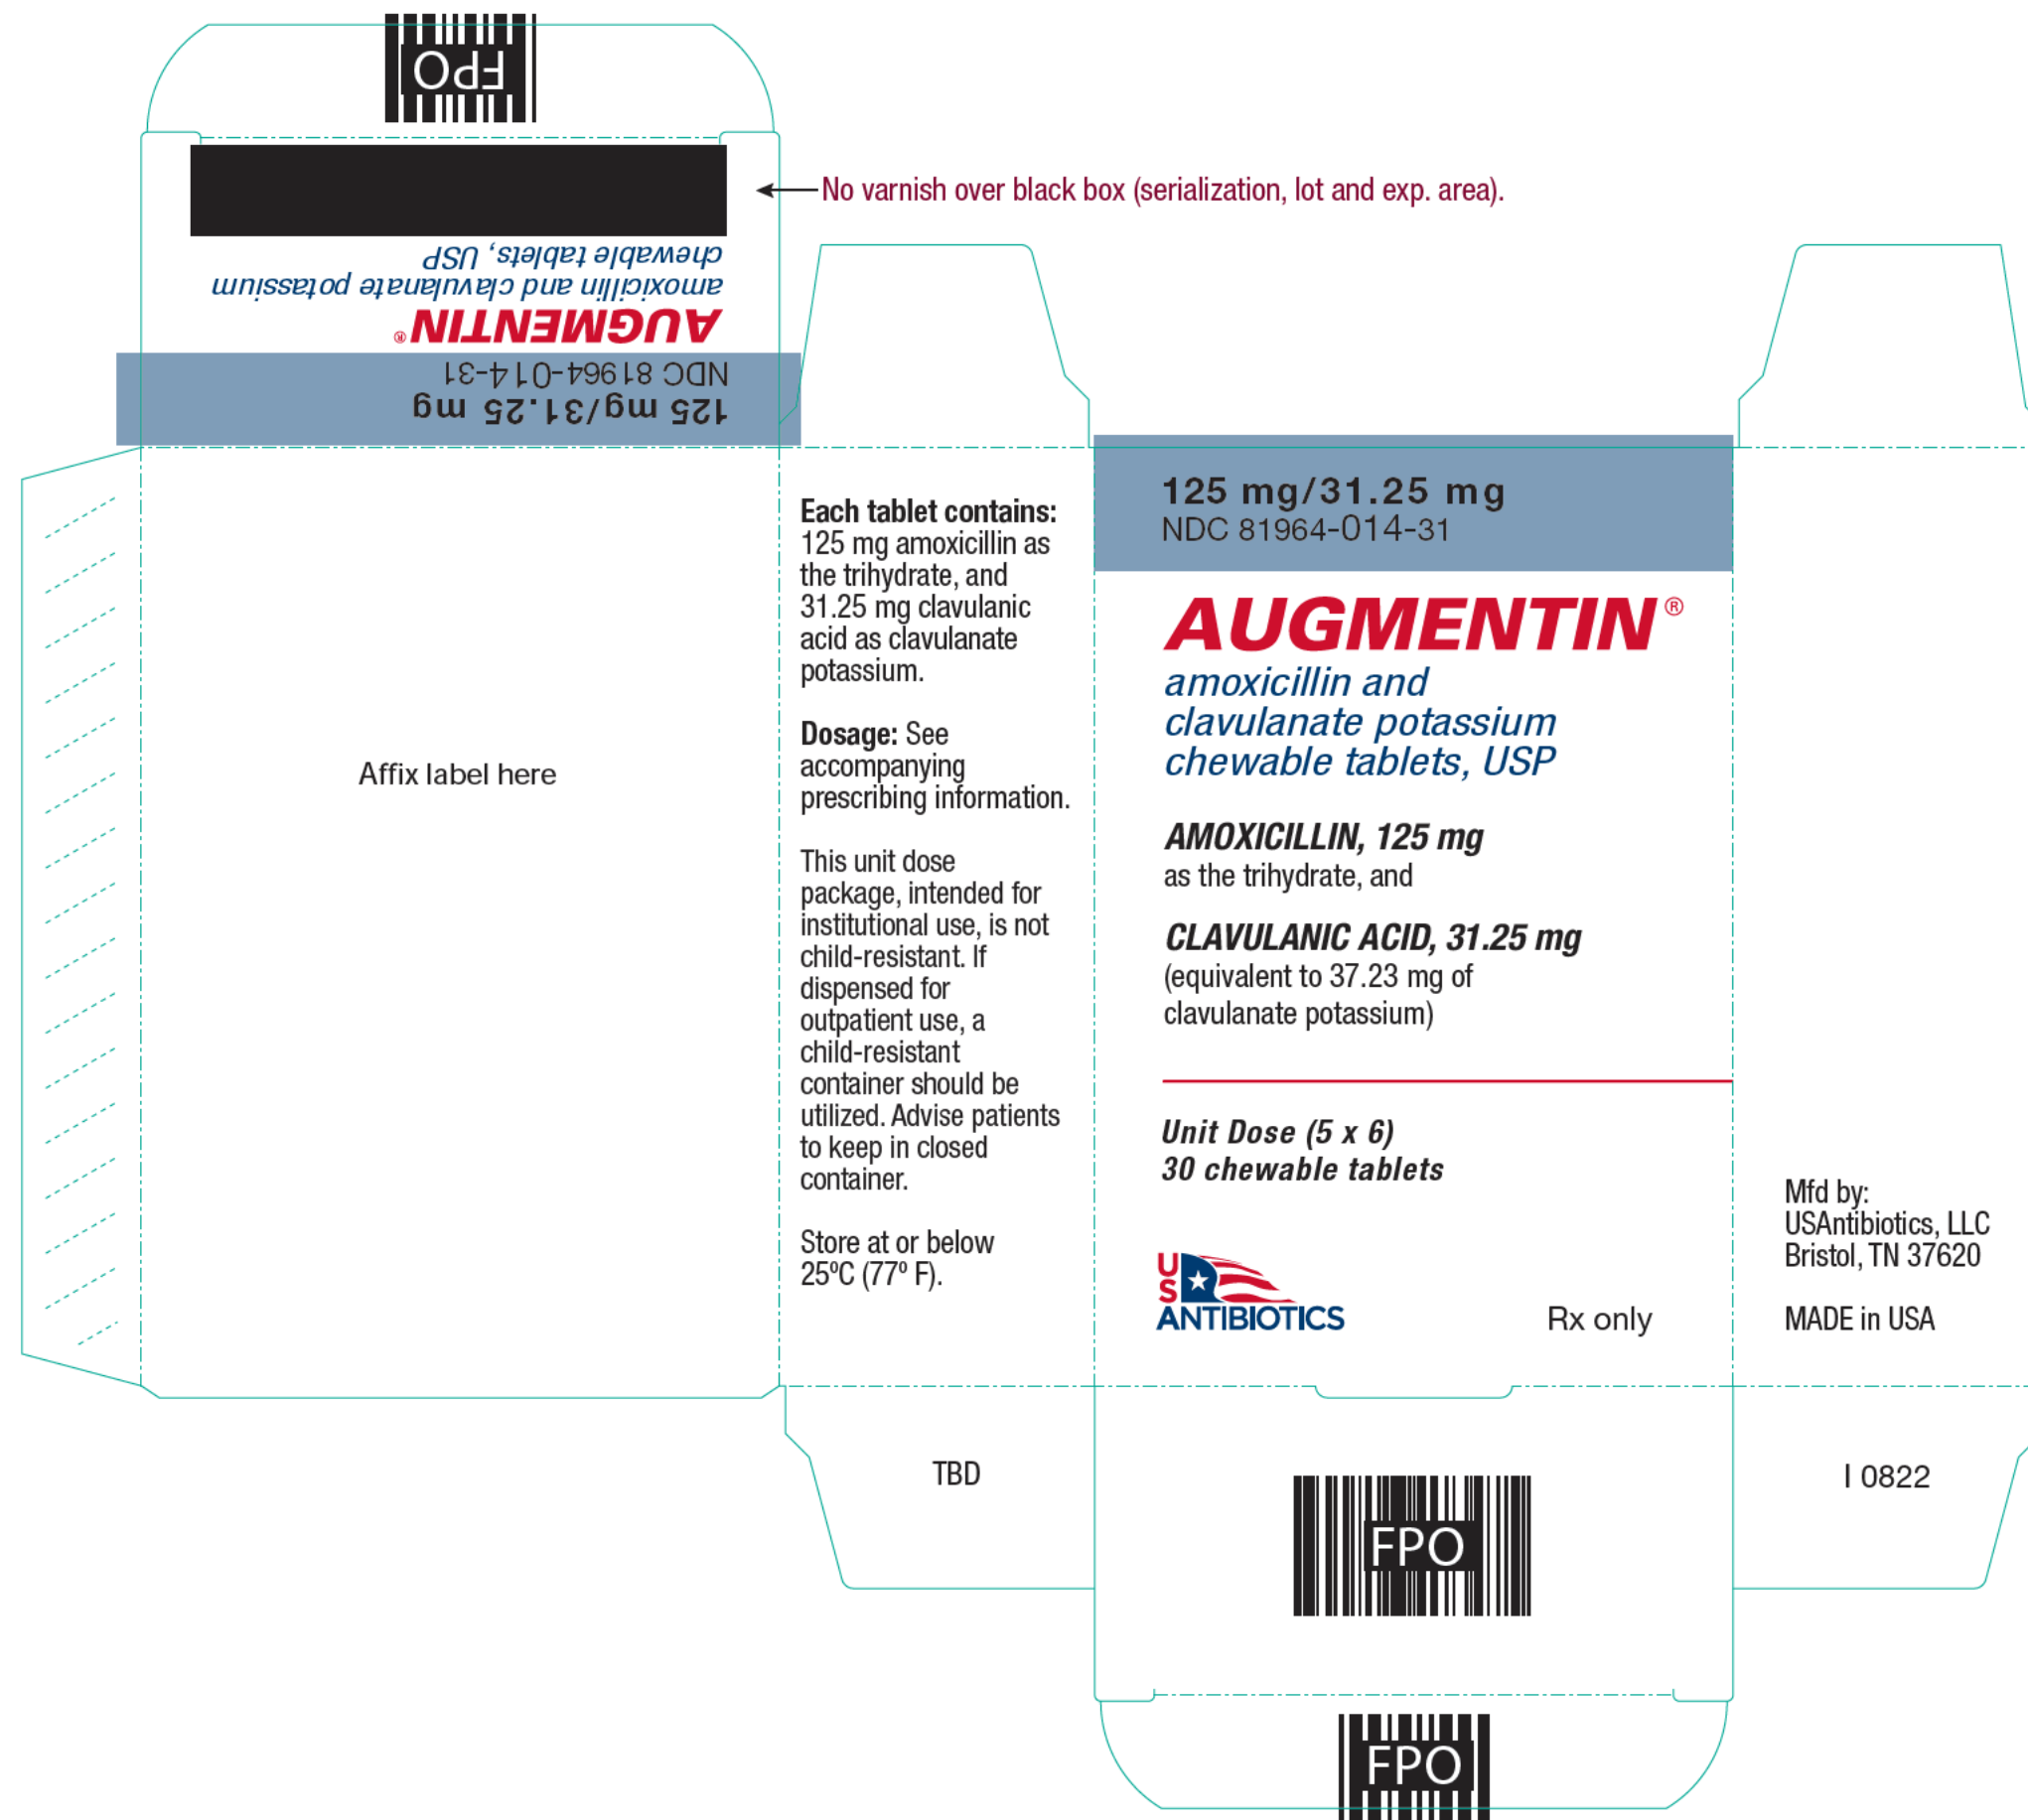 FPO
No varnish over black box (serialization, lot and exp. area).
chewable tablets, USP
amoxicillin and clavulanate potassium
AUGMENTIN®
NDC 81964-014-31
125 mg/31.25 mg
Affix label here
Each tablet contains:
125 mg amoxicillin as
the trihydrate, and
31.25 mg clavulanic
acid as clavulanate
potassium.
Dosage: See
accompanying
prescribing information.
This unit dose
package, intended for
institutional use, is not
child-resistant. If
dispensed for
outpatient use, a
child-resistant
container should be
utilized. Advise patients
to keep in closed
container.
Store at or below
25ºC (77º F).
TBD
125 mg/31.25 mg
NDC 81964-014-31
AUGMENTIN®
amoxicillin and
clavulanate potassium
chewable tablets, USP
AMOXICILLIN, 125 mg
as the trihydrate, and
CLAVULANIC ACID, 31.25 mg
(equivalent to 37.23 mg of
clavulanate potassium)
Unit Dose (5 x 6)
30 chewable tablets
US
ANTIBIOTICS
Rx only
FPO
FPO
Mfd by:
USAntibiotics, LLC
Bristol, TN 37620
MADE in USA
I 0822